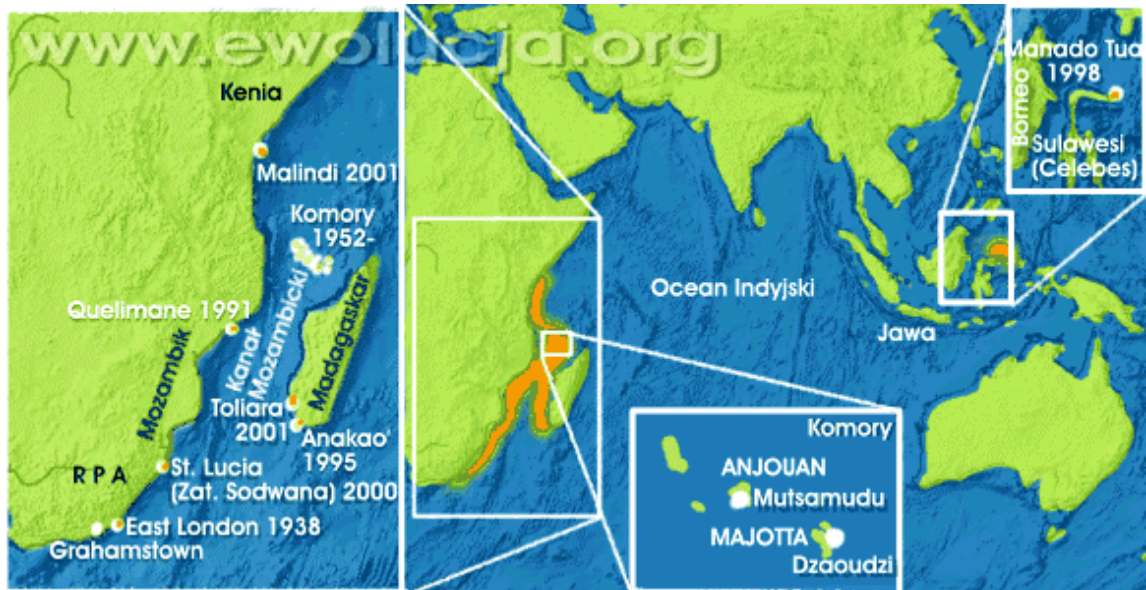 www.ewolucja.org
Kenia
Malindi 2001
Komory
1952-
Quelimane 1991
Kanał
Mozambicki
Madagaskar
Mozambik
Toliara
2001
Anakao'
1995
R P A
St. Lucia
(Zat. Sodwana) 2000
East London 1938
Grahamstown
Ocean Indyjski
Jawa
Manado Tua
1998
Borneo
Sulawesi
(Celebes)
Komory
ANJOUAN
Mutsamudu
MAJOTTA
Dzaoudzi